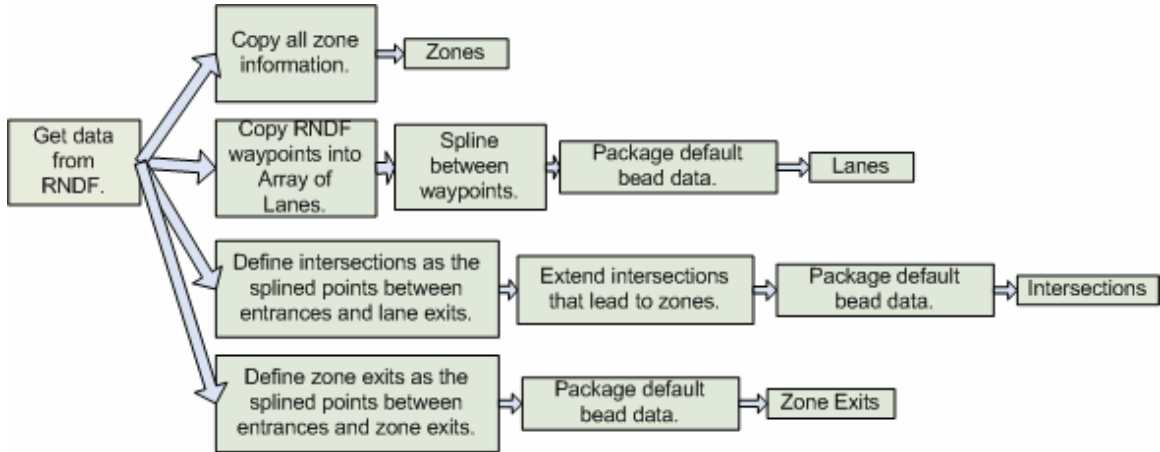 Get data
from
RNDF.
Copy all zone
information.
Zones
Copy RNDF
waypoints into
Array of
Lanes.
Spline
between
waypoints.
Package default
bead data.
Lanes
Define intersections as the
splined points between
entrances and lane exits.
Extend intersections
that lead to zones.
Package default
bead data.
Intersections
Define zone exits as the
splined points between
entrances and zone exits.
Package default
bead data.
Zone Exits